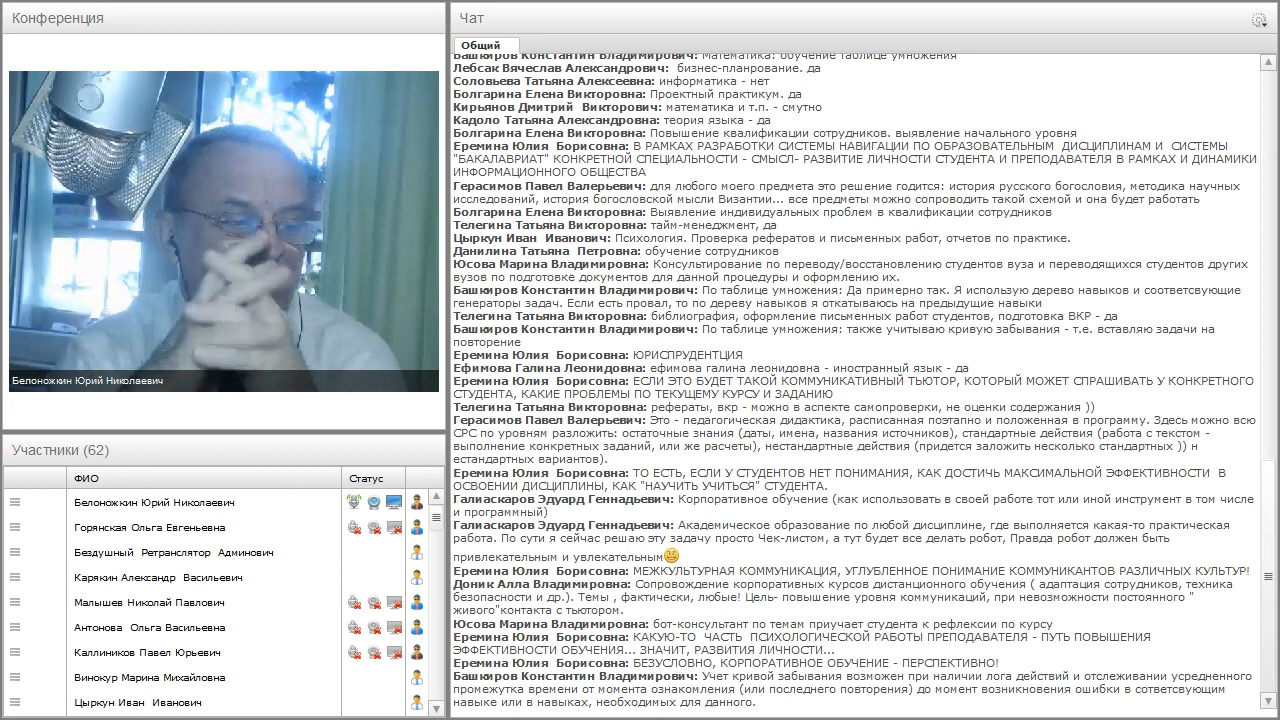 Конференция
Белоножкин Юрий Николаевич
Участники (62)
ФИО
Статус
Белоножкин Юрий Николаевич
Горянская Ольга Евгеньевна
Бездушный Ретранслятор Админович
Карякин Александр Васильевич
Малышев Николай Павлович
Антонова Ольга Васильевна
Каллиников Павел Юрьевич
Винокур Марина Михайловна
Цыркун Иван Иванович
Чат
Общий
Башкиров Константин Владимирович: Математика: обучение таблице умножения
Лебсак Вячеслав Александрович: бизнес-планрование. да
Соловьева Татьяна Алексеевна: информатика - нет
Болгарина Елена Викторовна: Проектный практикум. да
Кирьянов Дмитрий Викторович: математика и т.п. - смутно
Кадоло Татьяна Александровна: теория языка - да
Болгарина Елена Викторовна: Повышение квалификации сотрудников. выявление начального уровня
Еремина Юлия Борисовна: В РАМКАХ РАЗРАБОТКИ СИСТЕМЫ НАВИГАЦИИ ПО ОБРАЗОВАТЕЛЬНЫМ ДИСЦИПЛИНАМ И СИСТЕМЫ
"БАКАЛАВРИАТ" КОНКРЕТНОЙ СПЕЦИАЛЬНОСТИ - СМЫСЛ- РАЗВИТИЕ ЛИЧНОСТИ СТУДЕНТА И ПРЕПОДАВАТЕЛЯ В РАМКАХ И ДИНАМИКИ
ИНФОРМАЦИОННОГО ОБЩЕСТВА
Герасимов Павел Валерьевич: для любого моего предмета это решение годится: история русского богословия, методика научных
исследований, история богословской мысли Византии... все предметы можно сопроводить такой схемой и она будет работать
Болгарина Елена Викторовна: Выявление индивидуальных проблем в квалификации сотрудников
Телегина Татьяна Викторовна: тайм-менеджмент, да
Цыркун Иван Иванович: Психология. Проверка рефератов и письменных работ, отчетов по практике.
Данилина Татьяна Петровна: обучение сотрудников
Юсова Марина Владимировна: Консультирование по переводу/восстановлению студентов вуза и переводящихся студентов других
вузов по подготовке документов для данной процедуры и оформлению их.
Башкиров Константин Владимирович: По таблице умножения: Да примерно так. Я использую дерево навыков и соответсвующие
генераторы задач. Если есть провал, то по дереву навыков я откатываюсь на предыдущие навыки
Телегина Татьяна Викторовна: библиография, оформление письменных работ студентов, подготовка ВКР - да
Башкиров Константин Владимирович: По таблице умножения: также учитываю кривую забывания - т.е. вставляю задачи на
повторение
Еремина Юлия Борисовна: ЮРИСПРУДЕНТЦИЯ
Ефимова Галина Леонидовна: ефимова галина леонидовна - иностранный язык - да
Еремина Юлия Борисовна: ЕСЛИ ЭТО БУДЕТ ТАКОЙ КОММУНИКАТИВНЫЙ ТЬЮТОР, КОТОРЫЙ МОЖЕТ СПРАШИВАТЬ У КОНКРЕТНОГО
СТУДЕНТА, КАКИЕ ПРОБЛЕМЫ ПО ТЕКУЩЕМУ КУРСУ И ЗАДАНИЮ
Телегина Татьяна Викторовна: рефераты, вкр - можно в аспекте самопроверки, не оценки содержания ))
Герасимов Павел Валерьевич: Это - педагогическая дидактика, расписанная поэтапно и положенная в программу. Здесь можно всю
СРС по уровням разложить: остаточные знания (даты, имена, названия источников), стандартные действия (работа с текстом -
выполнение конкретных заданий, или же расчеты), нестандартные действия (придется заложить несколько стандартных )) н
естандартных вариантов).
Еремина Юлия Борисовна: ТО ЕСТЬ, ЕСЛИ У СТУДЕНТОВ НЕТ ПОНИМАНИЯ, КАК ДОСТИЧЬ МАКСИМАЛЬНОЙ ЭФФЕКТИВНОСТИ В
ОСВОЕНИИ ДИСЦИПЛИНЫ, КАК "НАУЧИТЬ УЧИТЬСЯ" СТУДЕНТА.
Галиаскаров Эдуард Геннадьевич: Корпоративное обучение (как использовать в своей работе тот или иной инструмент в том числе
и программный)
Галиаскаров Эдуард Геннадьевич: Академическое образование по любой дисциплине, где выполняется какая-то практическая
работа. По сути я сейчас решаю эту задачу просто Чек-листом, а тут будет все делать робот, Правда робот должен быть
привлекательным и увлекательным
Еремина Юлия Борисовна: МЕЖКУЛЬТУРНАЯ КОММУНИКАЦИЯ, УГЛУБЛЕННОЕ ПОНИМАНИЕ КОММУНИКАНТОВ РАЗЛИЧНЫХ КУЛЬТУР!
Доник Алла Владимировна: Сопровождение корпоративных курсов дистанционного обучения ( адаптация сотрудников, техника
безопасности и др.). Темы , фактически, любые! Цель- повышение уровня коммуникаций, при невозможности постоянного "
живого"контакта с тьютором.
Юсова Марина Владимировна: бот-консультант по темам приучает студента к рефлексии по курсу
Еремина Юлия Борисовна: КАКУЮ-ТО ЧАСТЬ ПСИХОЛОГИЧЕСКОЙ РАБОТЫ ПРЕПОДАВАТЕЛЯ - ПУТЬ ПОВЫШЕНИЯ
ЭФФЕКТИВНОСТИ ОБУЧЕНИЯ... ЗНАЧИТ, РАЗВИТИЯ ЛИЧНОСТИ...
Еремина Юлия Борисовна: БЕЗУСЛОВНО, КОРПОРАТИВНОЕ ОБУЧЕНИЕ - ПЕРСПЕКТИВНО!
Башкиров Константин Владимирович: Учет кривой забывания возможен при наличии лога действий и отслеживании усредненного
промежутка времени от момента ознакомления (или последнего повторения) до момент возникновения ошибки в соответсвующим
навыке или в навыках, необходимых для данного.